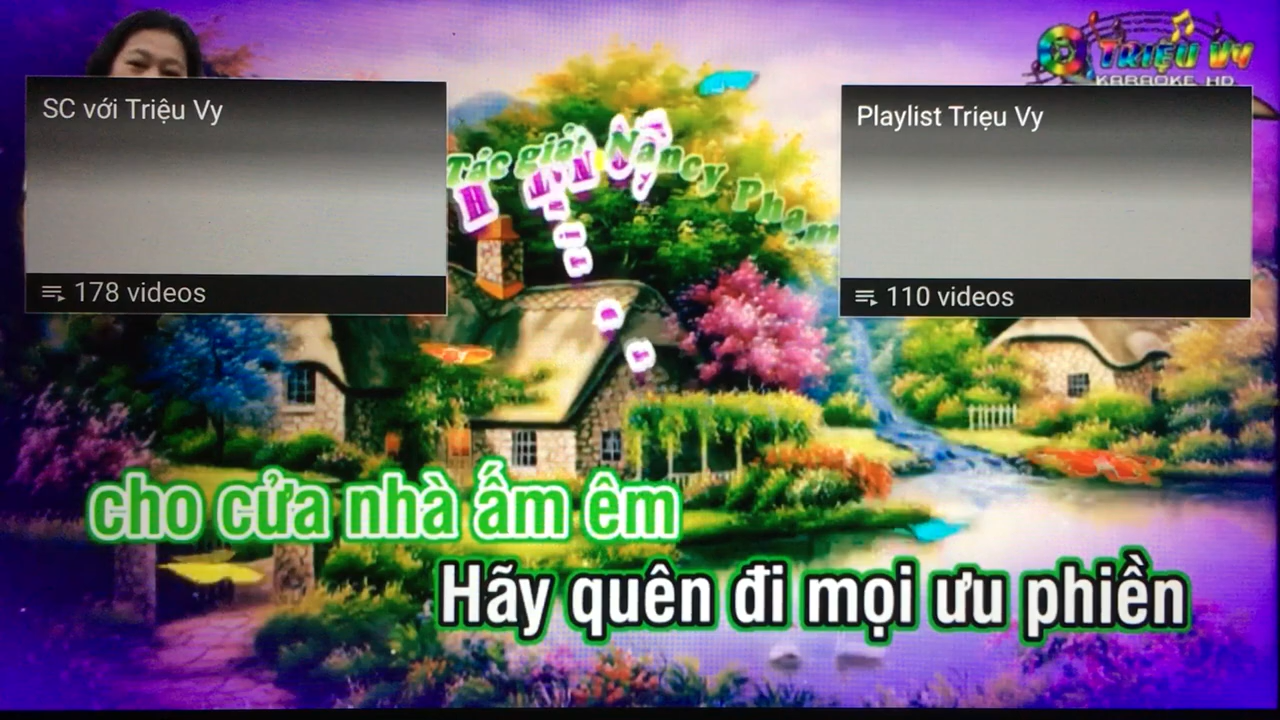 TRIỆU VY
KARAOKE HD
SC với Triệu Vy
Playlist Triẹu Vy
Tác giả: Nancy Phạm
178 videos
110 videos
cho cửa nhà ấm êm
Hãy quên đi mọi ưu phiền